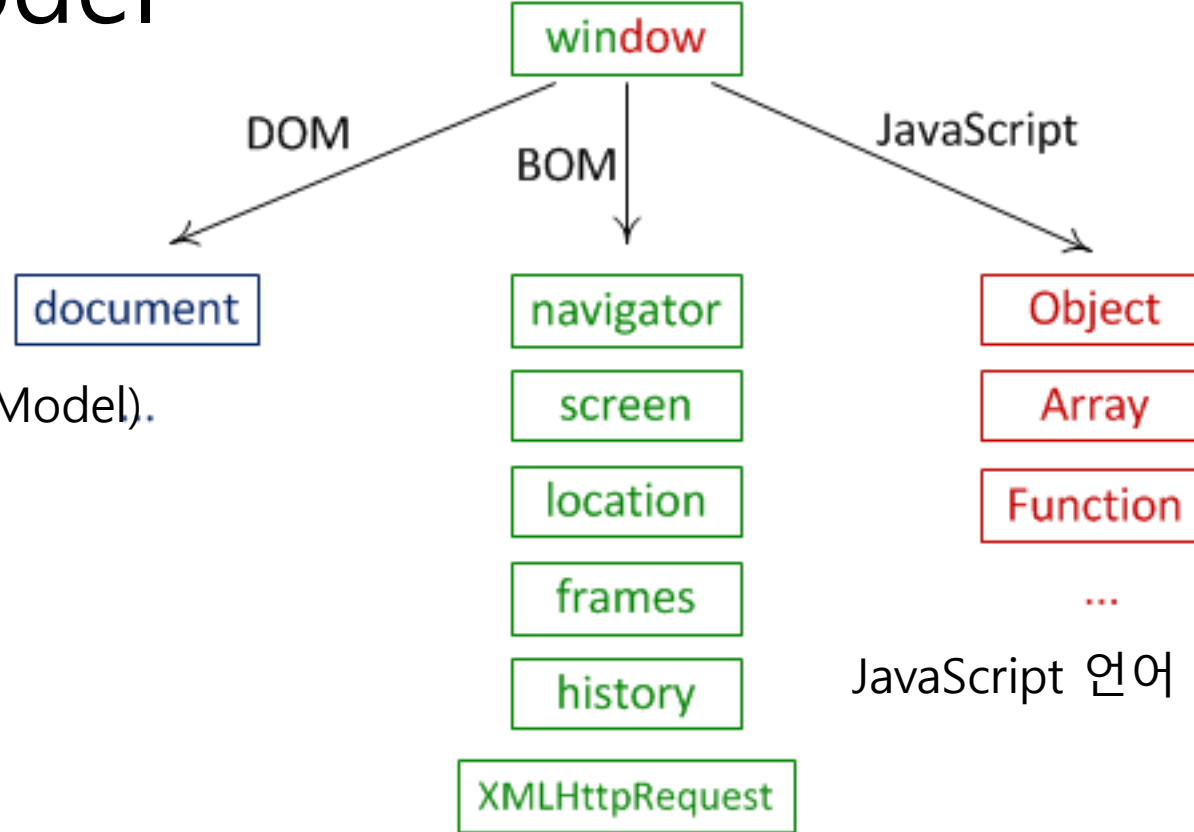 window
DOM
BOM
JavaScript
document
navigator
Object
Model)...
screen
Array
location
Function
frames
...
history
JavaScript 언어
XMLHttpRequest